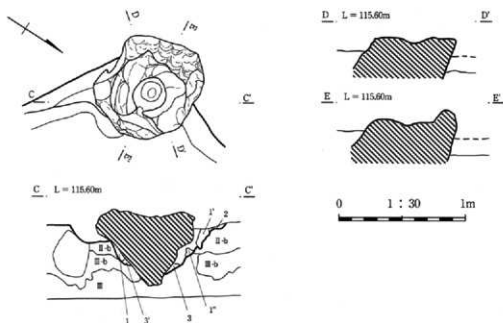 D
E
C
C'
E'
D'
C L = 115.60m C'
1' 2
II-b
II-b
III-b
III-b
III
1 3' 3 1''
D L = 115.60m D'
E L = 115.60m E'
0 1 : 30 1m